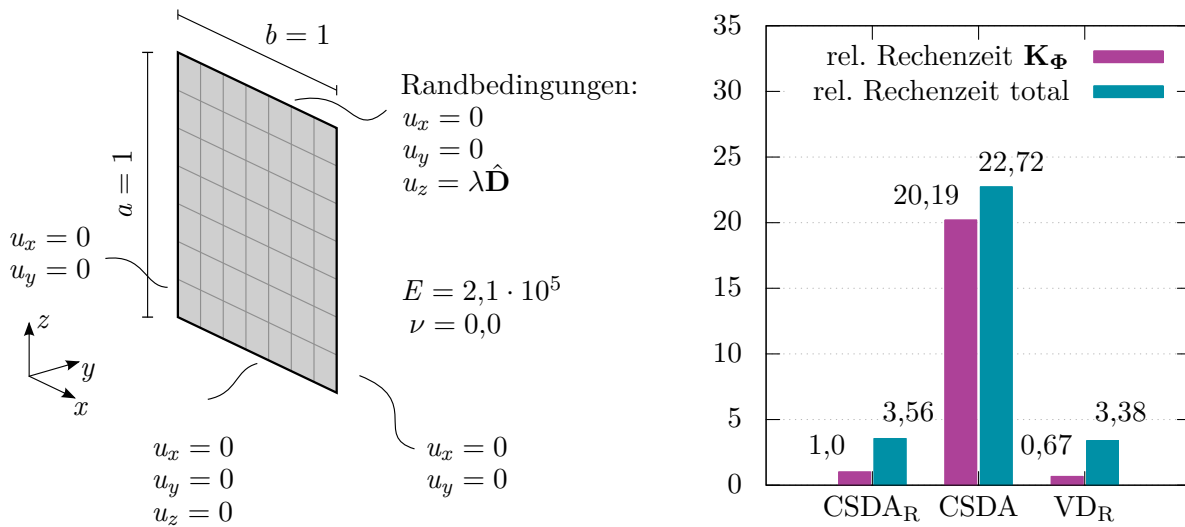 b = 1
a = 1
Randbedingungen:
u_x = 0
u_y = 0
u_z = λD̂
u_x = 0
u_y = 0
E = 2,1 · 10⁵
ν = 0,0
z
y
x
u_x = 0
u_y = 0
u_z = 0
u_x = 0
u_y = 0
rel. Rechenzeit K_Φ
rel. Rechenzeit total
35
30
25
20
15
10
5
0
1,0
3,56
20,19
22,72
0,67
3,38
CSDA_R
CSDA
VD_R